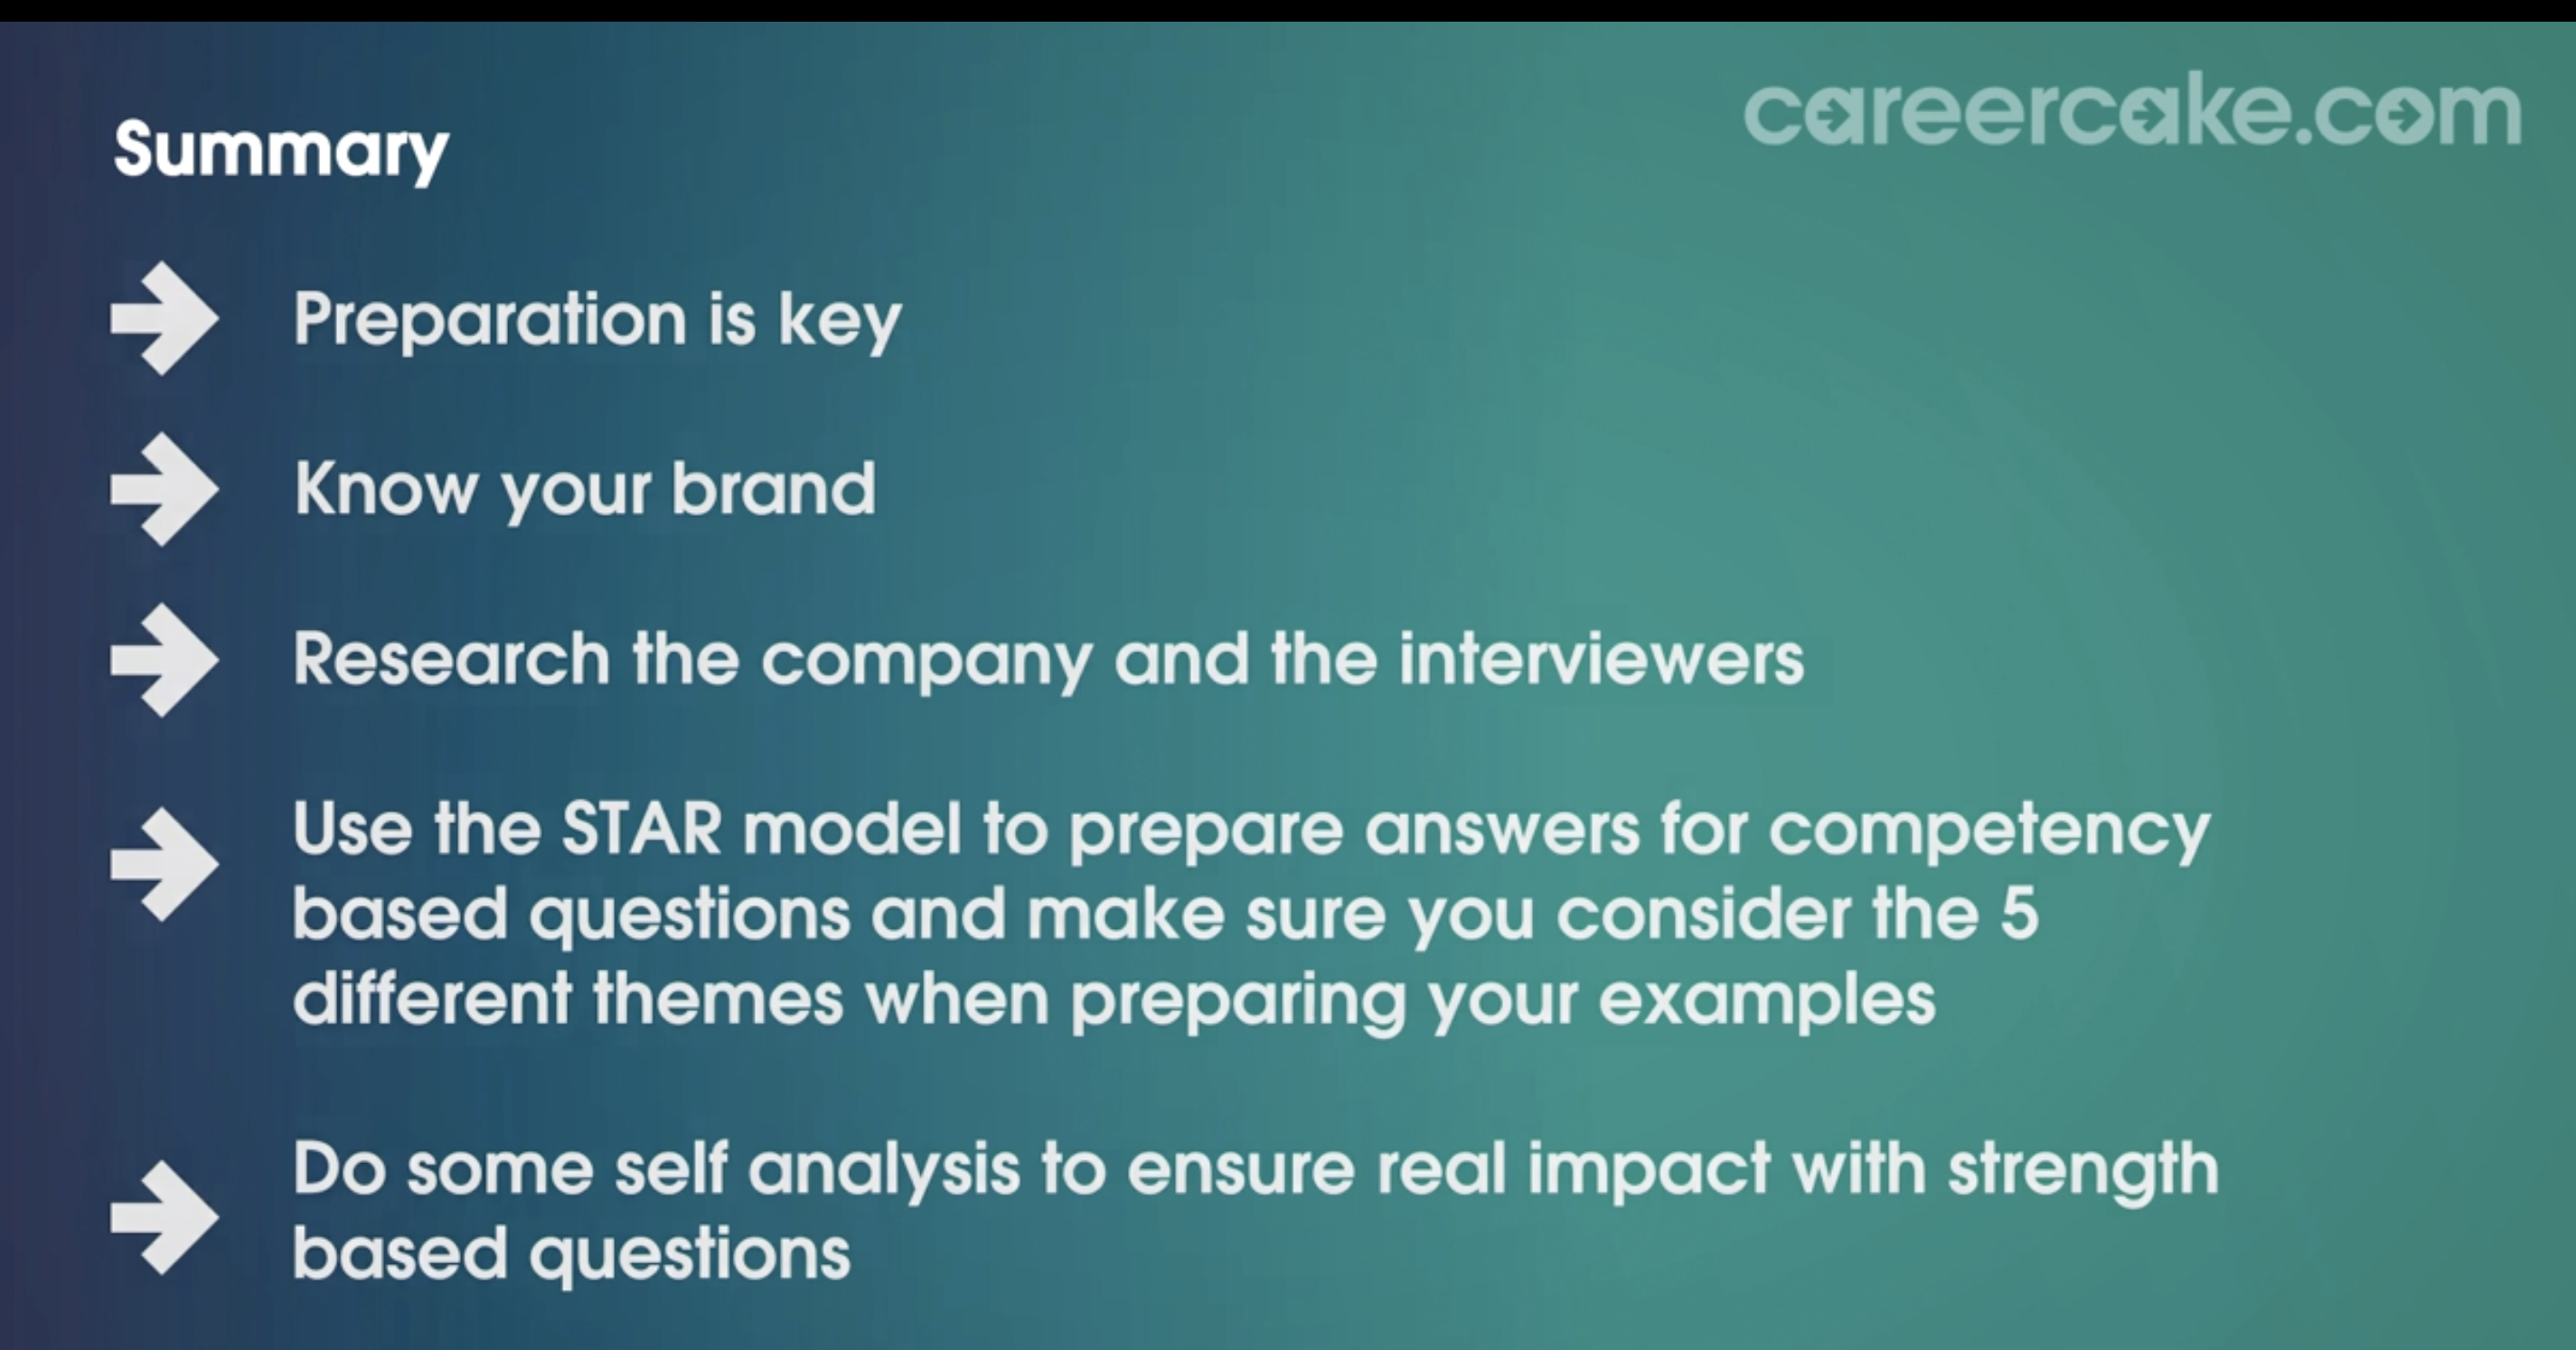 careercake.com
Summary
Preparation is key
Know your brand
Research the company and the interviewers
Use the STAR model to prepare answers for competency
based questions and make sure you consider the 5
different themes when preparing your examples
Do some self analysis to ensure real impact with strength
based questions